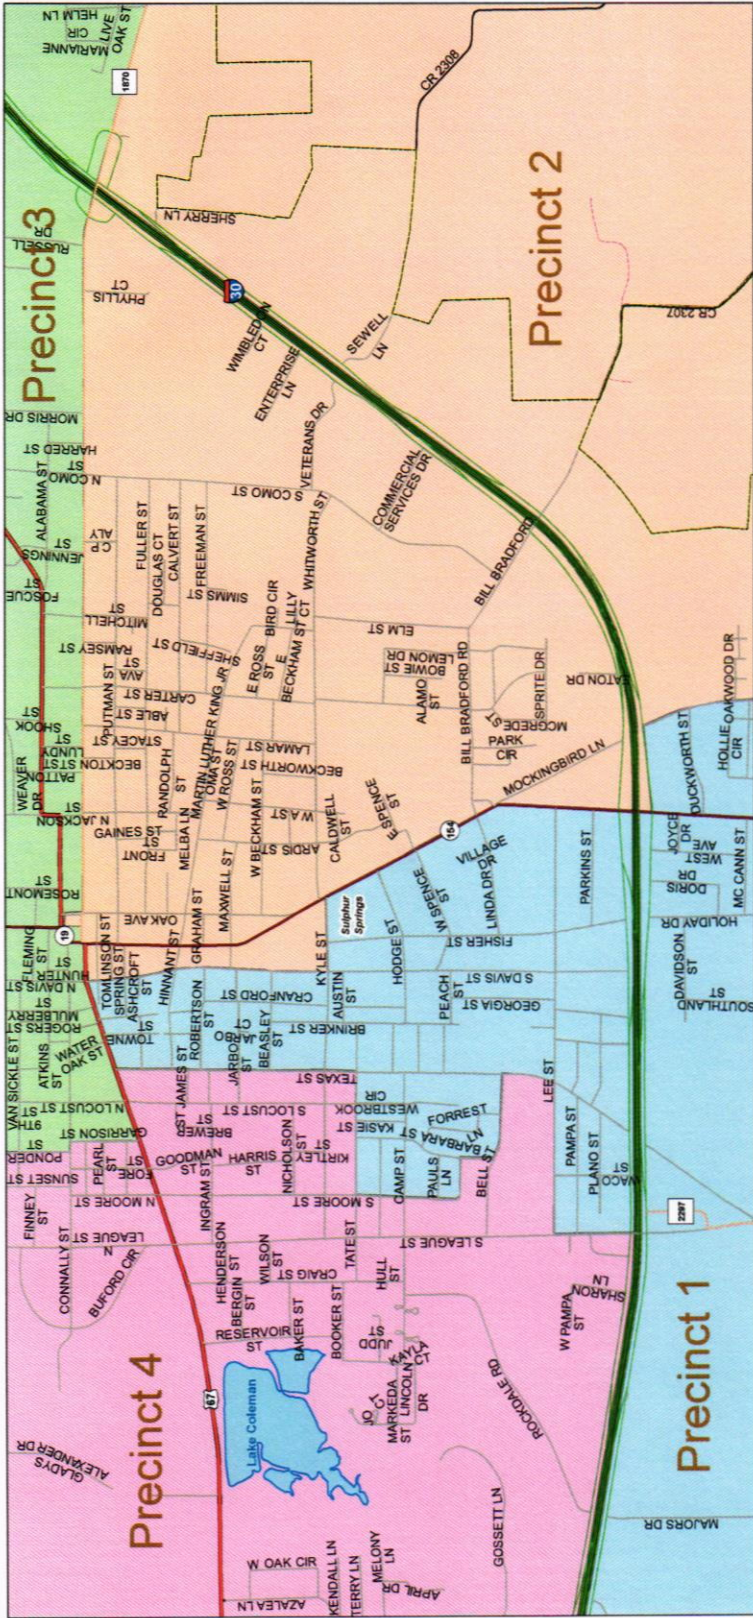 Precinct 4
Precinct 3
Precinct 2
Precinct 1
GLADYS
ALEXANDER DR
CONNALLY ST
BUFORD CIR
FINNEY
ST
N
LEAGUE ST
N MOORE ST
SUNSET ST
PONDER
ST
PEARL
ST
FORE
ST
9TH
ST
GARRISON ST
N LOCUST ST
VAN SICKLE ST
ATKINS
ST
WATER
OAK ST
ROGERS ST
MULBERRY
ST
N DAVIS ST
HUNTER
ST
FLEMING
ST
19
ROSEMONT
ST
N JACKSON
ST
WEAVER
DR
PATTON
ST
LUNDY
ST
BECKTON ST
SHOOK
ST
STACEY ST
FOSCUE
ST
JENNINGS
ST
ALABAMA ST
N COMO ST
HARRED ST
MORRIS DR
RUSSELL
DR
1870
MARIANNE
CIR
HELM LN
LIVE
OAK ST
67
AZALEA LN
W OAK CIR
KENDALL LN
TERRY LN
MELONY
LN
APRIL DR
Lake Coleman
RESERVOIR
ST
HENDERSON
BERGIN ST
ST
WILSON
ST
CRAIG ST
BAKER ST
BOOKER ST
TATE ST
HULL
ST
JUDD
ST
KAYLA
CT
JO
CT
MARKEDA
ST
LINCOLN
DR
GOSSETT LN
ROCKDALE RD
W PAMPA
ST
SHARON
LN
S LEAGUE ST
S MOORE ST
INGRAM ST
GOODMAN
ST
HARRIS
ST
NICHOLSON
ST
KIRTLEY
ST
BREWER
ST
ST JAMES ST
S LOCUST ST
TEXAS ST
CAMP ST
PAULS
LN
BELL ST
BARBARA ST
KASIE ST
WESTBROOK
CIR
FORREST
LN
TOWNE
ST
ROBERTSON
ST
JARBO
CT
JARBO
ST
BEASLEY
ST
BRINKER ST
CRANFORD ST
AUSTIN
ST
KYLE ST
HODGE ST
PEACH
ST
GEORGIA ST
S DAVIS ST
FISHER ST
LEE ST
PAMPA ST
PLANO ST
WACO
ST
2297
MAJORS DR
TOMLINSON ST
SPRING ST
ASHCROFT
ST
HINNANT ST
GRAHAM ST
MAXWELL ST
OAK AVE
FRONT
ST
GAINES ST
MELBA LN
RANDOLPH
ST
MARTIN LUTHER KING JR
OMA ST
W ROSS ST
W BECKHAM ST
W A ST
ARDIS ST
CALDWELL
ST
E SPENCE
ST
W SPENCE
ST
Sulphur
Springs
154
VILLAGE
DR
LINDA DR
PARKINS ST
MOCKINGBIRD LN
PUTMAN ST
ABLE ST
AVA
ST
CARTER ST
RAMSEY ST
MITCHELL
ST
SHEFFIELD ST
SIMMS ST
FULLER ST
DOUGLAS CT
CALVERT ST
FREEMAN ST
C P
ALY
E ROSS
ST
BIRD CIR
E
BECKHAM ST
LILLY
CT
LAMAR ST
BECKWORTH ST
WHITWORTH ST
S COMO ST
VETERANS DR
COMMERCIAL
SERVICES DR
ELM ST
LEMON DR
BOWIE ST
ALAMO
ST
BILL BRADFORD RD
BILL BRADFORD
PARK
CIR
MCGREDE
ST
SPRITE DR
EATON DR
PHYLLIS
CT
SHERRY LN
30
WIMBLEDON
CT
ENTERPRISE
LN
SEWELL
LN
CR 2308
CR 2307
DUCKWORTH ST
HOLLIE
CIR
OAKWOOD DR
JOYCE
DR
WEST
AVE
DORIS
DR
MC CANN ST
HOLIDAY DR
DAVIDSON
ST
SOUTHLAND
ST